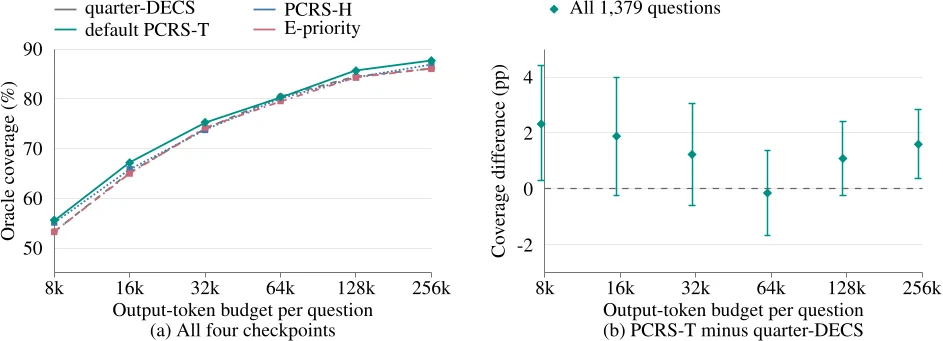 quarter-DECS
PCRS-H
default PCRS-T
E-priority
Oracle coverage (%)
90
80
70
60
50
8k 16k 32k 64k 128k 256k
Output-token budget per question
(a) All four checkpoints
All 1,379 questions
Coverage difference (pp)
4
2
0
-2
8k 16k 32k 64k 128k 256k
Output-token budget per question
(b) PCRS-T minus quarter-DECS